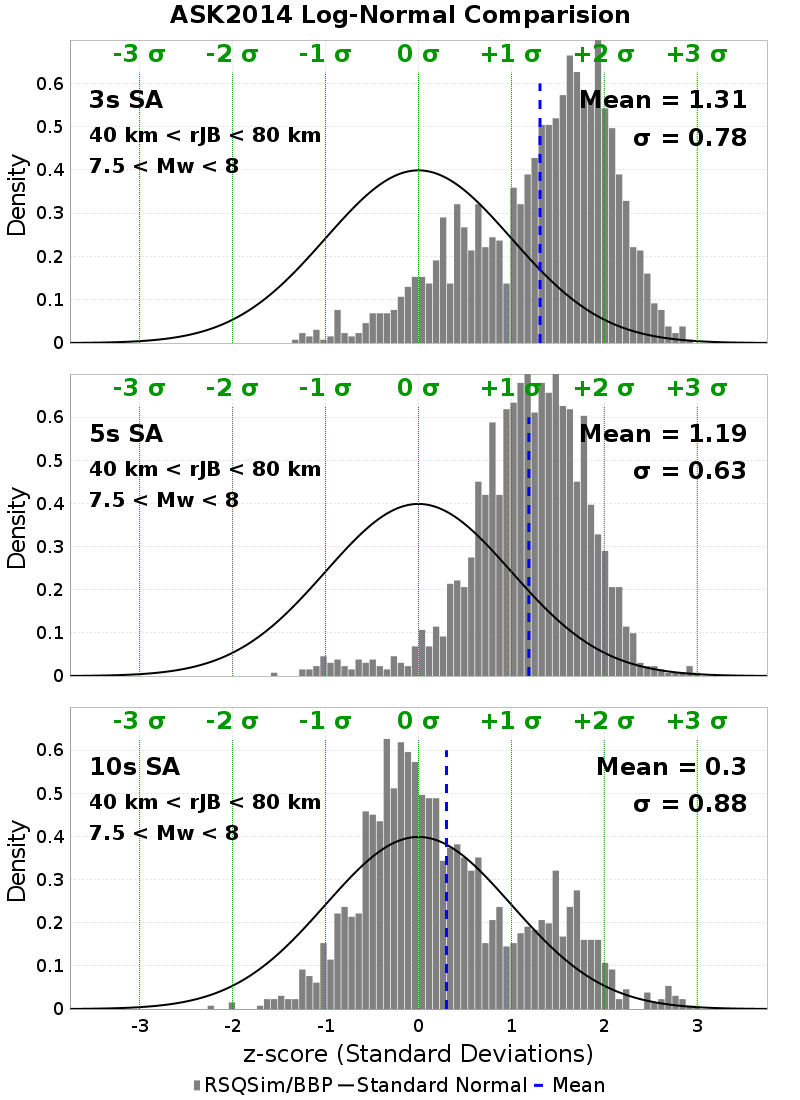 ASK2014 Log-Normal Comparision
-3 σ -2 σ -1 σ 0 σ +1 σ +2 σ +3 σ
3s SA
Mean = 1.31
40 km < rJB < 80 km
σ = 0.78
7.5 < Mw < 8
Density
0.6
0.5
0.4
0.3
0.2
0.1
0
-3 σ -2 σ -1 σ 0 σ +1 σ +2 σ +3 σ
5s SA
Mean = 1.19
40 km < rJB < 80 km
σ = 0.63
7.5 < Mw < 8
Density
0.6
0.5
0.4
0.3
0.2
0.1
0
-3 σ -2 σ -1 σ 0 σ +1 σ +2 σ +3 σ
10s SA
Mean = 0.3
40 km < rJB < 80 km
σ = 0.88
7.5 < Mw < 8
Density
0.6
0.5
0.4
0.3
0.2
0.1
0
-3 -2 -1 0 1 2 3
z-score (Standard Deviations)
RSQSim/BBP Standard Normal Mean